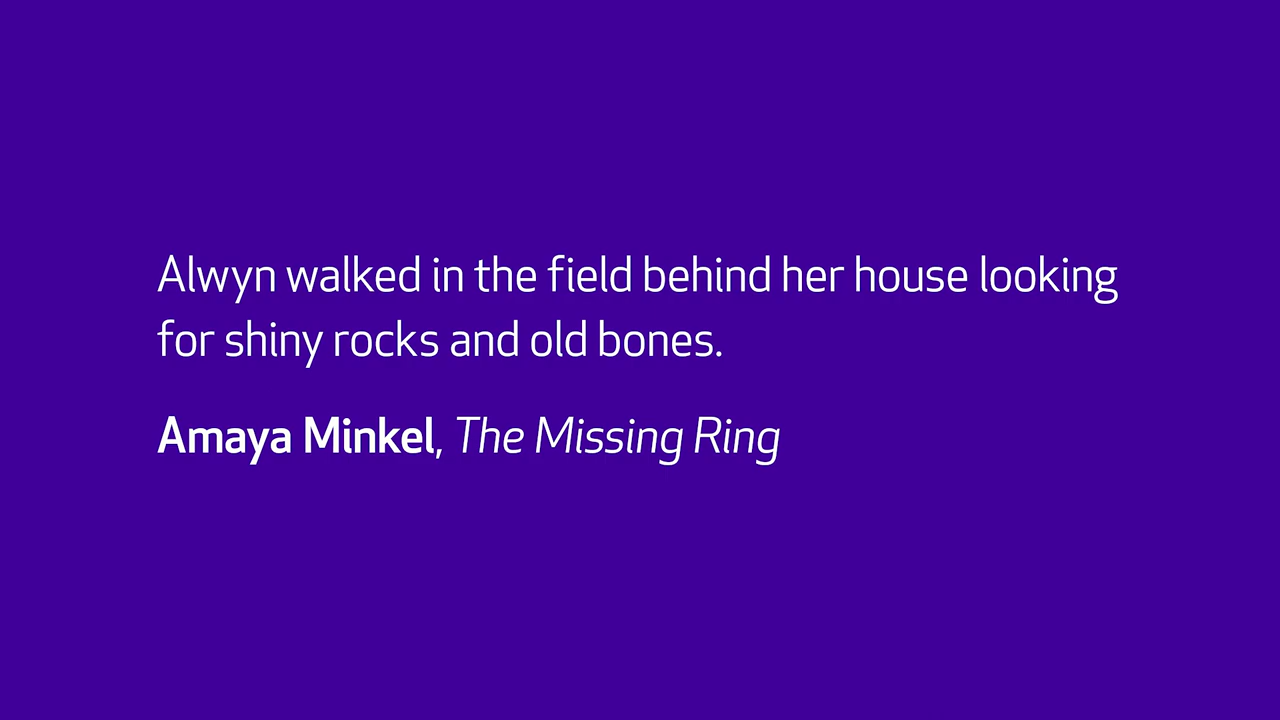 Alwyn walked in the field behind her house looking
for shiny rocks and old bones.
Amaya Minkel, The Missing Ring